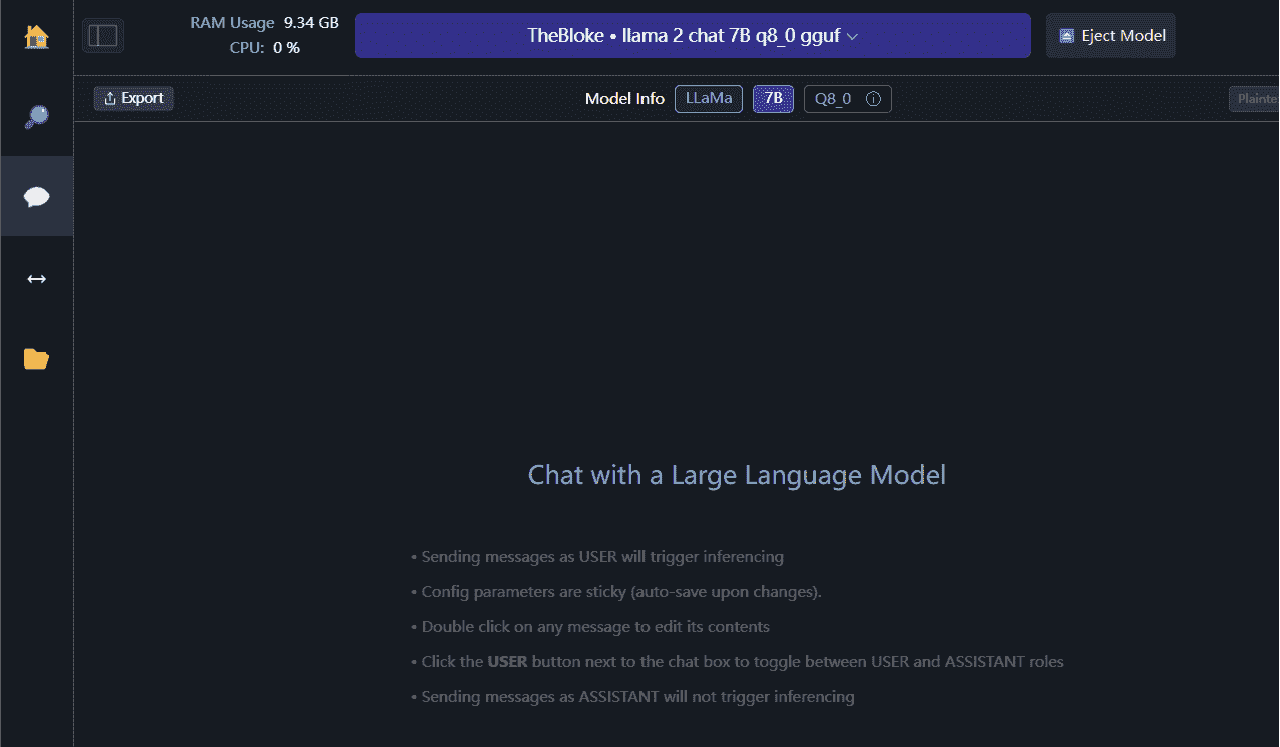 RAM Usage 9.34 GB
CPU: 0 %
TheBloke • llama 2 chat 7B q8_0 gguf
Eject Model
Export
Model Info LLaMa 7B Q8_0
Chat with a Large Language Model
• Sending messages as USER will trigger inferencing
• Config parameters are sticky (auto-save upon changes).
• Double click on any message to edit its contents
• Click the USER button next to the chat box to toggle between USER and ASSISTANT roles
• Sending messages as ASSISTANT will not trigger inferencing